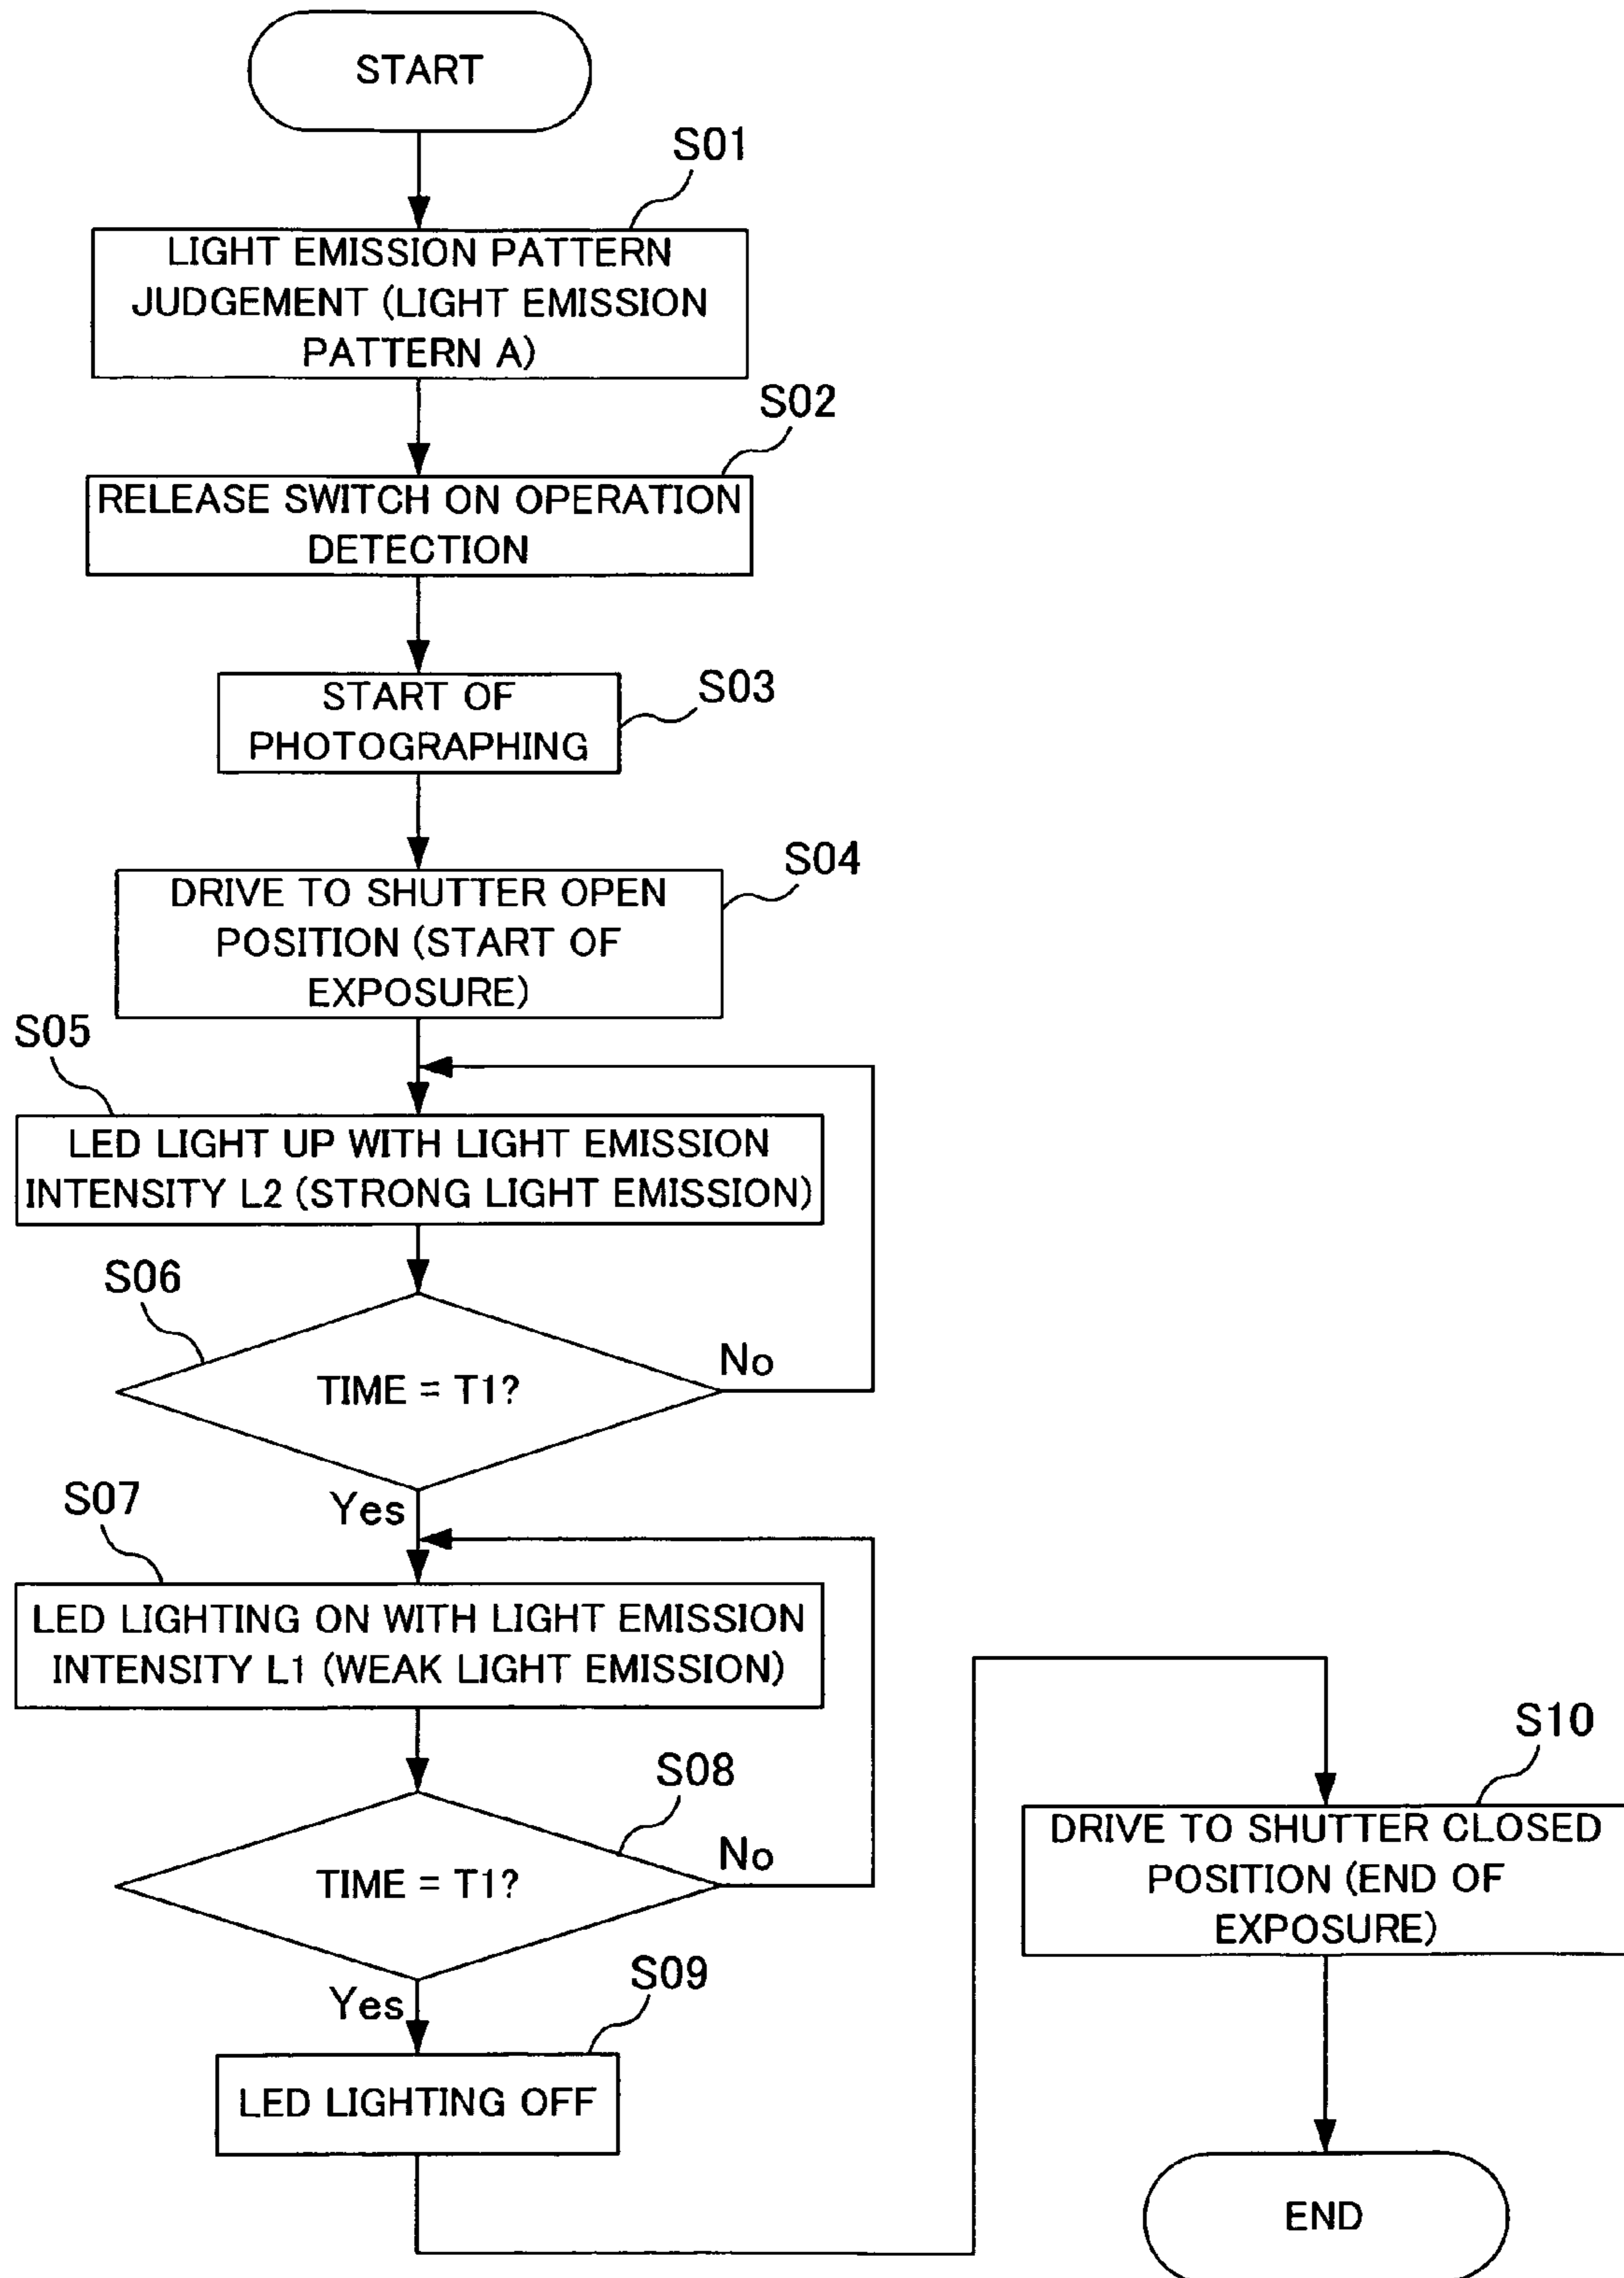 START
S01
LIGHT EMISSION PATTERN
JUDGEMENT (LIGHT EMISSION
PATTERN A)
S02
RELEASE SWITCH ON OPERATION
DETECTION
S03
START OF
PHOTOGRAPHING
S04
DRIVE TO SHUTTER OPEN
POSITION (START OF
EXPOSURE)
S05
LED LIGHT UP WITH LIGHT EMISSION
INTENSITY L2 (STRONG LIGHT EMISSION)
S06
TIME = T1?
No
Yes
S07
LED LIGHTING ON WITH LIGHT EMISSION
INTENSITY L1 (WEAK LIGHT EMISSION)
S08
TIME = T1?
No
Yes
S09
LED LIGHTING OFF
S10
DRIVE TO SHUTTER CLOSED
POSITION (END OF
EXPOSURE)
END